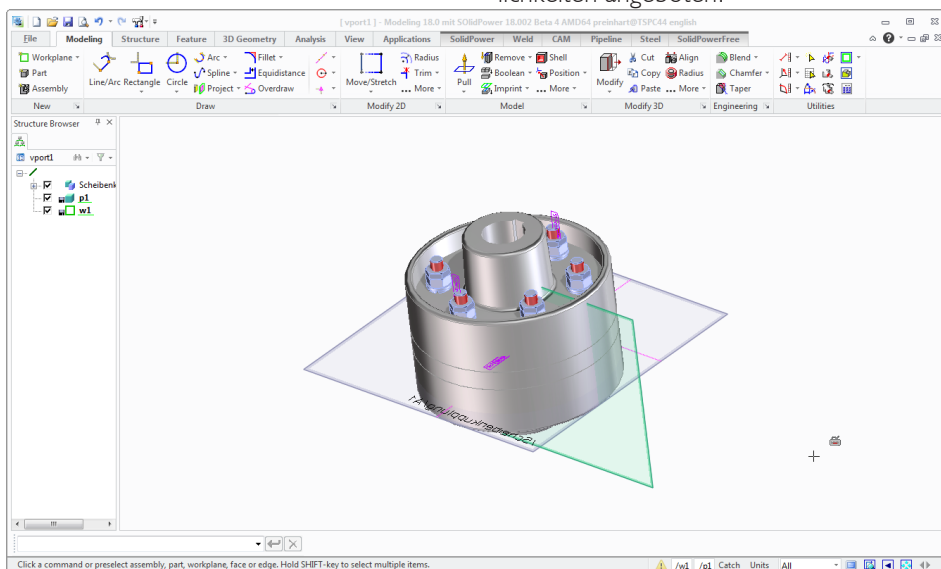 lichkeiten angeboten.
[ vport1 ] - Modeling 18.0 mit SOlidPower 18.002 Beta 4 AMD64 preinhart@TSPC44 english
File Modeling Structure Feature 3D Geometry Analysis View Applications SolidPower Weld CAM Pipeline Steel SolidPowerFree
Workplane Arc Fillet Radius Remove Shell Cut Align Blend
Part Line/Arc Rectangle Circle Spline Equidistance Move/Stretch Trim Pull Boolean Position Modify Copy Radius Chamfer
Assembly Project Overdraw ... More Imprint ... More Paste ... More Taper
New Draw Modify 2D Model Modify 3D Engineering Utilities
Structure Browser
vport1
Scheibenk
p1
w1
Click a command or preselect assembly, part, workplane, face or edge. Hold SHIFT-key to select multiple items. /w1 /p1 Catch Units All